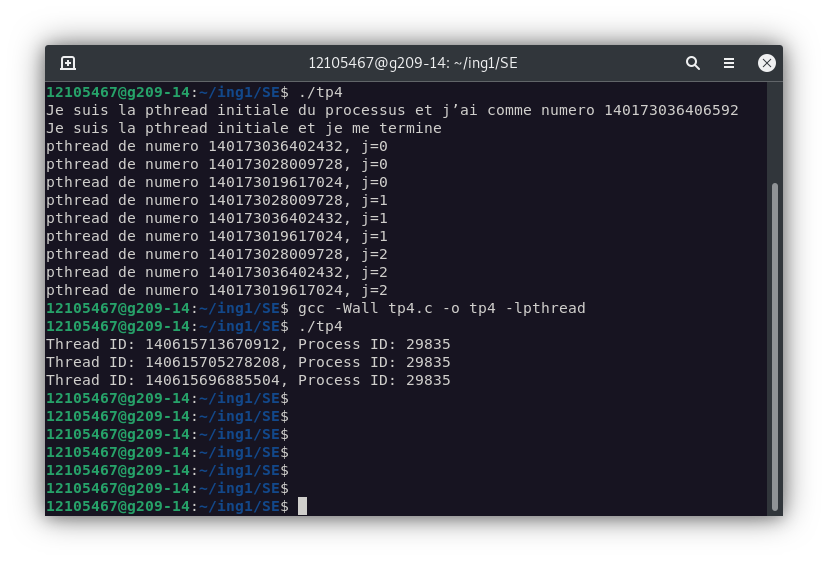 12105467@g209-14: ~/ing1/SE
12105467@g209-14:~/ing1/SE$ ./tp4
Je suis la pthread initiale du processus et j’ai comme numero 140173036406592
Je suis la pthread initiale et je me termine
pthread de numero 140173036402432, j=0
pthread de numero 140173028009728, j=0
pthread de numero 140173019617024, j=0
pthread de numero 140173028009728, j=1
pthread de numero 140173036402432, j=1
pthread de numero 140173019617024, j=1
pthread de numero 140173028009728, j=2
pthread de numero 140173036402432, j=2
pthread de numero 140173019617024, j=2
12105467@g209-14:~/ing1/SE$ gcc -Wall tp4.c -o tp4 -lpthread
12105467@g209-14:~/ing1/SE$ ./tp4
Thread ID: 140615713670912, Process ID: 29835
Thread ID: 140615705278208, Process ID: 29835
Thread ID: 140615696885504, Process ID: 29835
12105467@g209-14:~/ing1/SE$
12105467@g209-14:~/ing1/SE$
12105467@g209-14:~/ing1/SE$
12105467@g209-14:~/ing1/SE$
12105467@g209-14:~/ing1/SE$
12105467@g209-14:~/ing1/SE$
12105467@g209-14:~/ing1/SE$